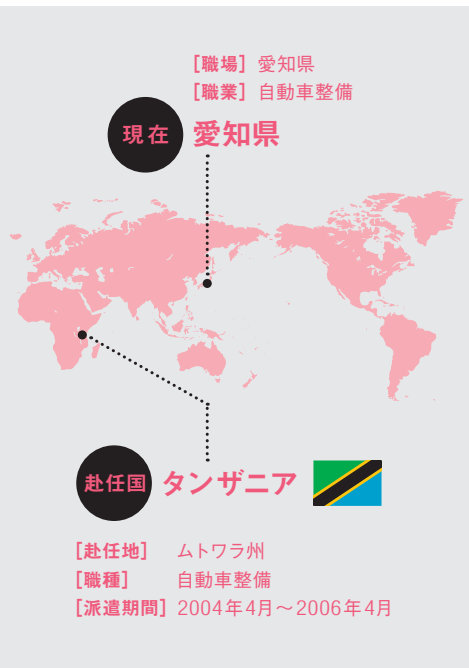 ［職場］ 愛知県
［職業］ 自動車整備
現在 愛知県
赴任国 タンザニア
［赴任地］ ムトワラ州
［職種］ 自動車整備
［派遣期間］ 2004年4月～2006年4月